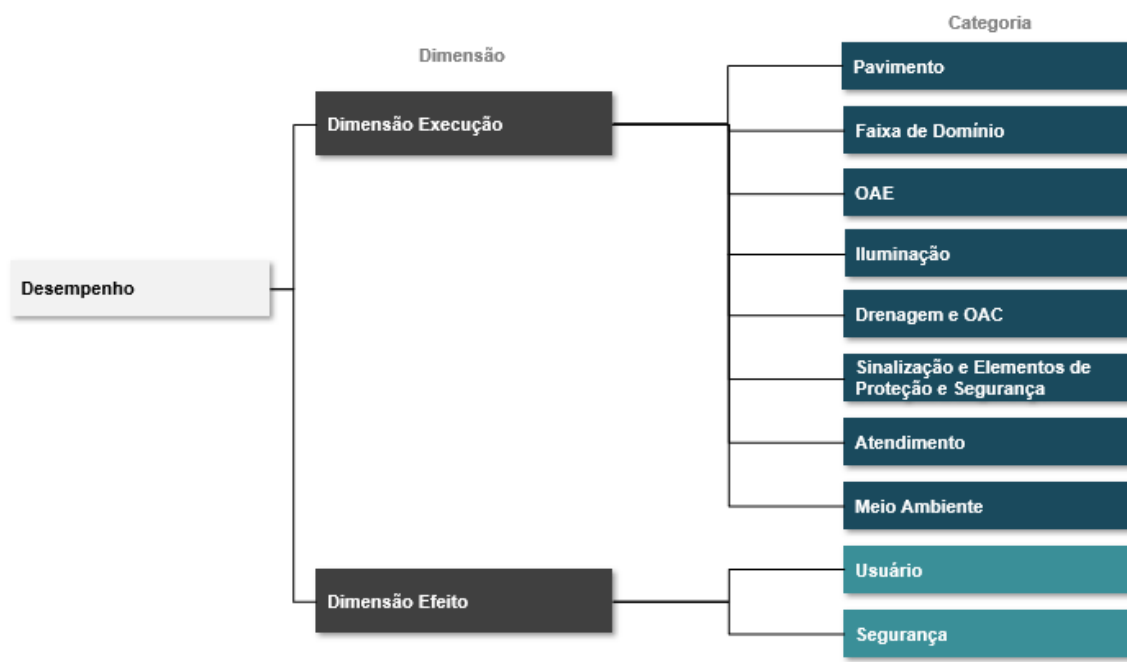 Categoria
Dimensão
Pavimento
Dimensão Execução
Faixa de Domínio
OAE
Iluminação
Desempenho
Drenagem e OAC
Sinalização e Elementos de
Proteção e Segurança
Atendimento
Meio Ambiente
Usuário
Dimensão Efeito
Segurança